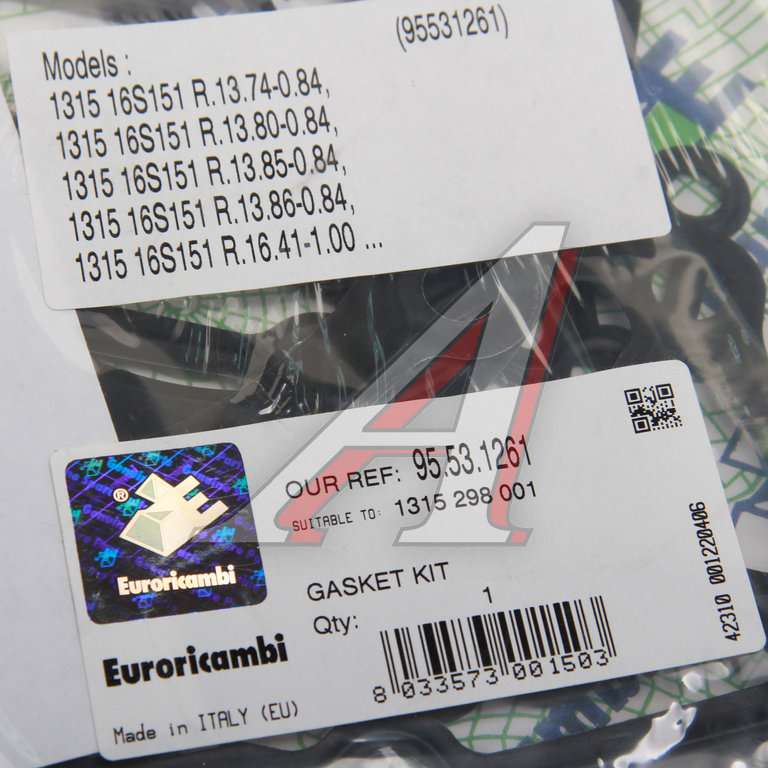 (95531261)
Models :
1315 16S151 R.13.74-0.84,
1315 16S151 R.13.80-0.84,
1315 16S151 R.13.85-0.84,
1315 16S151 R.13.86-0.84,
1315 16S151 R.16.41-1.00 ...
OUR REF: 95.53.1261
SUITABLE TO: 1315 298 001
GASKET KIT
Qty: 1
8 033573 001503
42310 001220406
®
Euroricambi
Euroricambi
Made in ITALY (EU)